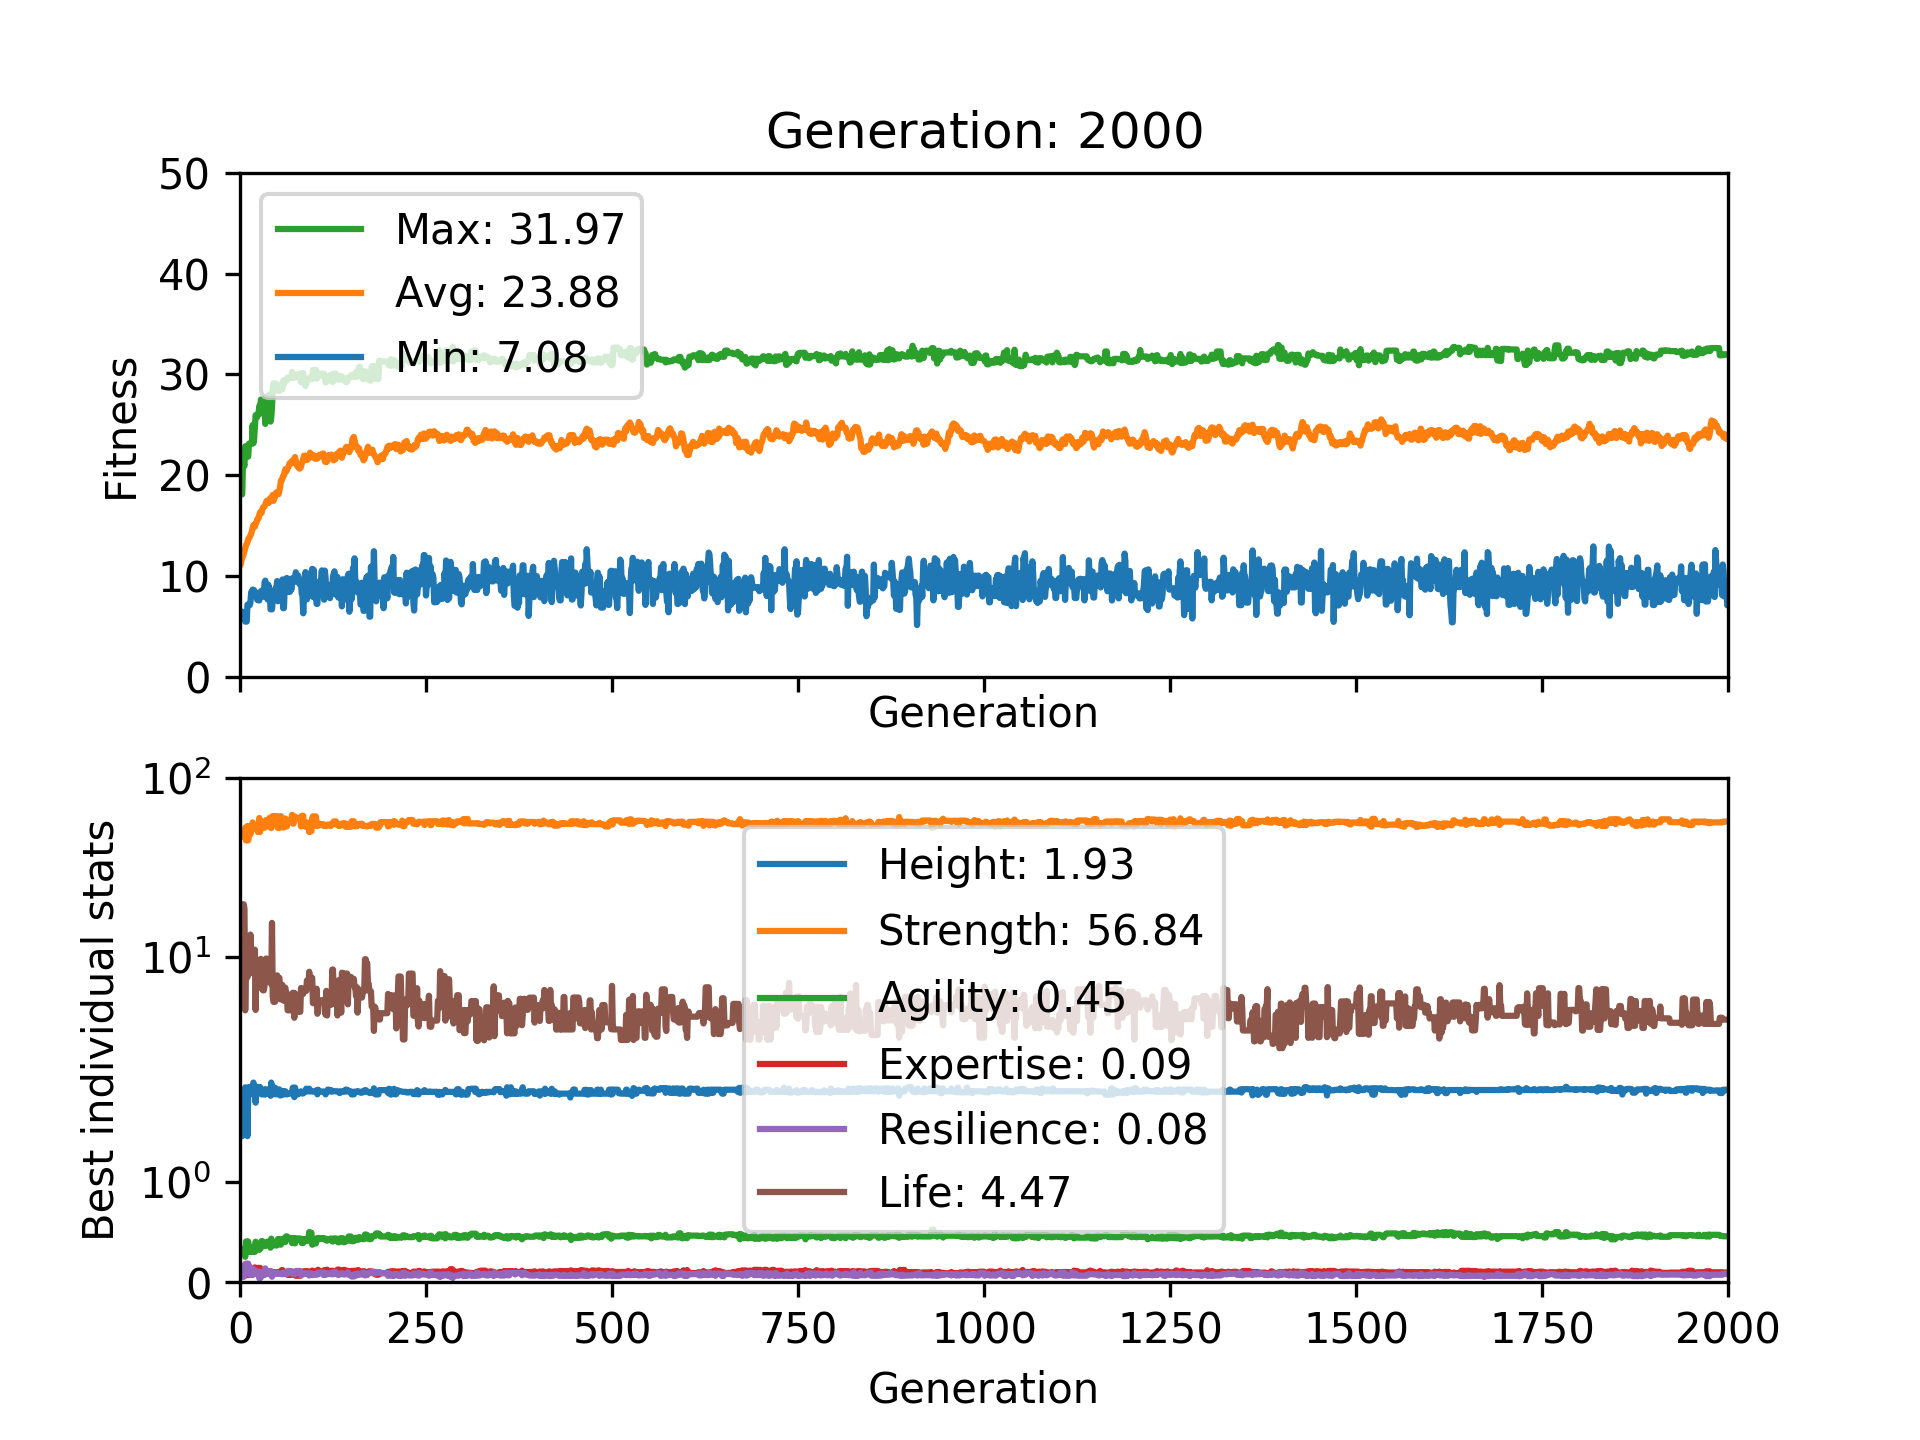 Generation: 2000
50
40
30
20
10
0
Fitness
Max: 31.97
Avg: 23.88
Min: 7.08
Generation
10²
10¹
10⁰
0
Best individual stats
Height: 1.93
Strength: 56.84
Agility: 0.45
Expertise: 0.09
Resilience: 0.08
Life: 4.47
0 250 500 750 1000 1250 1500 1750 2000
Generation